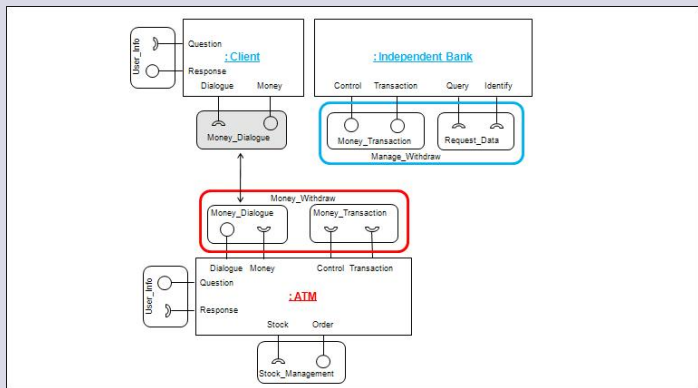 : Client
: Independent Bank
User_Info
Question
Response
Dialogue Money
Control Transaction Query Identify
Money_Dialogue
Money_Transaction
Request_Data
Manage_Withdraw
Money_Withdraw
Money_Dialogue
Money_Transaction
Dialogue Money Control Transaction
User_Info
Question
Response
: ATM
Stock Order
Stock_Management